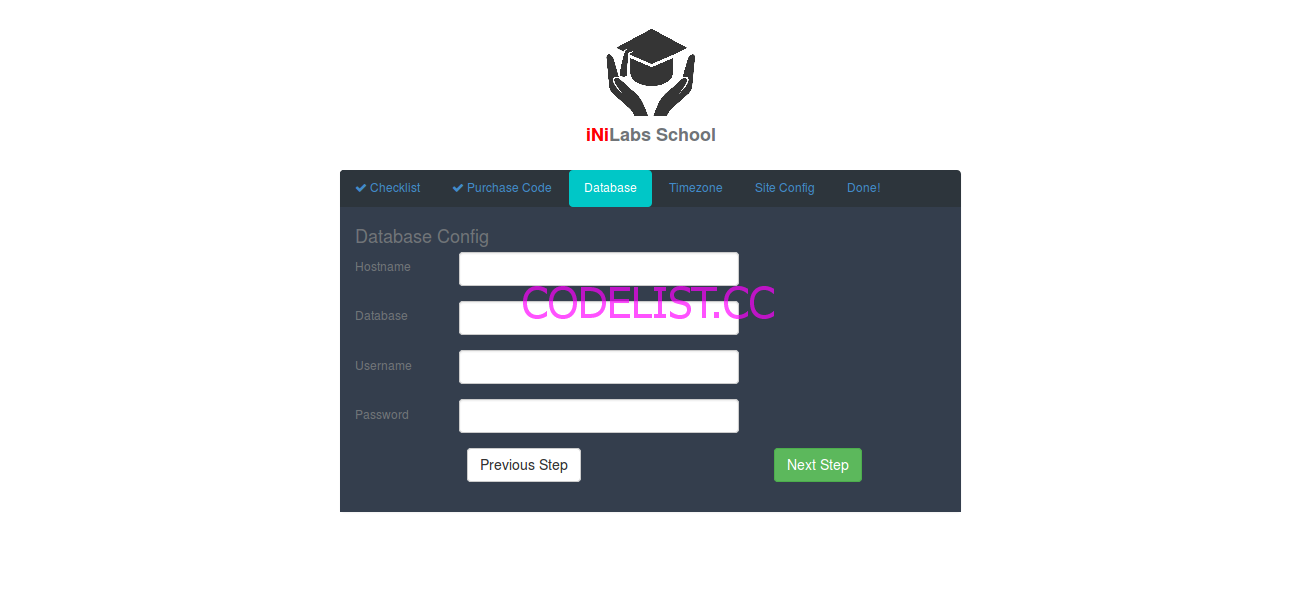 iNiLabs School
Checklist Purchase Code Database Timezone Site Config Done!
Database Config
Hostname
CODELIST.CC
Database
Username
Password
Previous Step Next Step